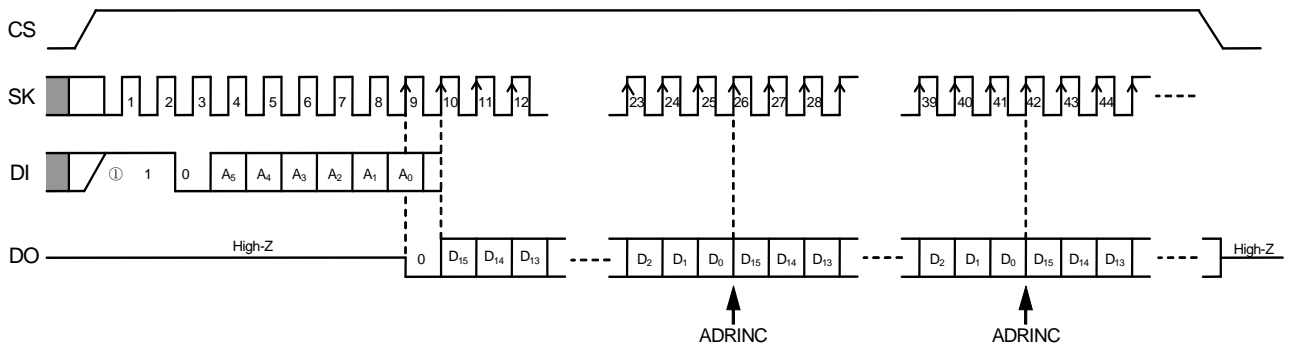 CS
SK 1 2 3 4 5 6 7 8 9 10 11 12 23 24 25 26 27 28 39 40 41 42 43 44
DI ① 1 0 A₅ A₄ A₃ A₂ A₁ A₀
DO High-Z 0 D₁₅ D₁₄ D₁₃ D₂ D₁ D₀ D₁₅ D₁₄ D₁₃ D₂ D₁ D₀ D₁₅ D₁₄ D₁₃ High-Z
ADRINC ADRINC